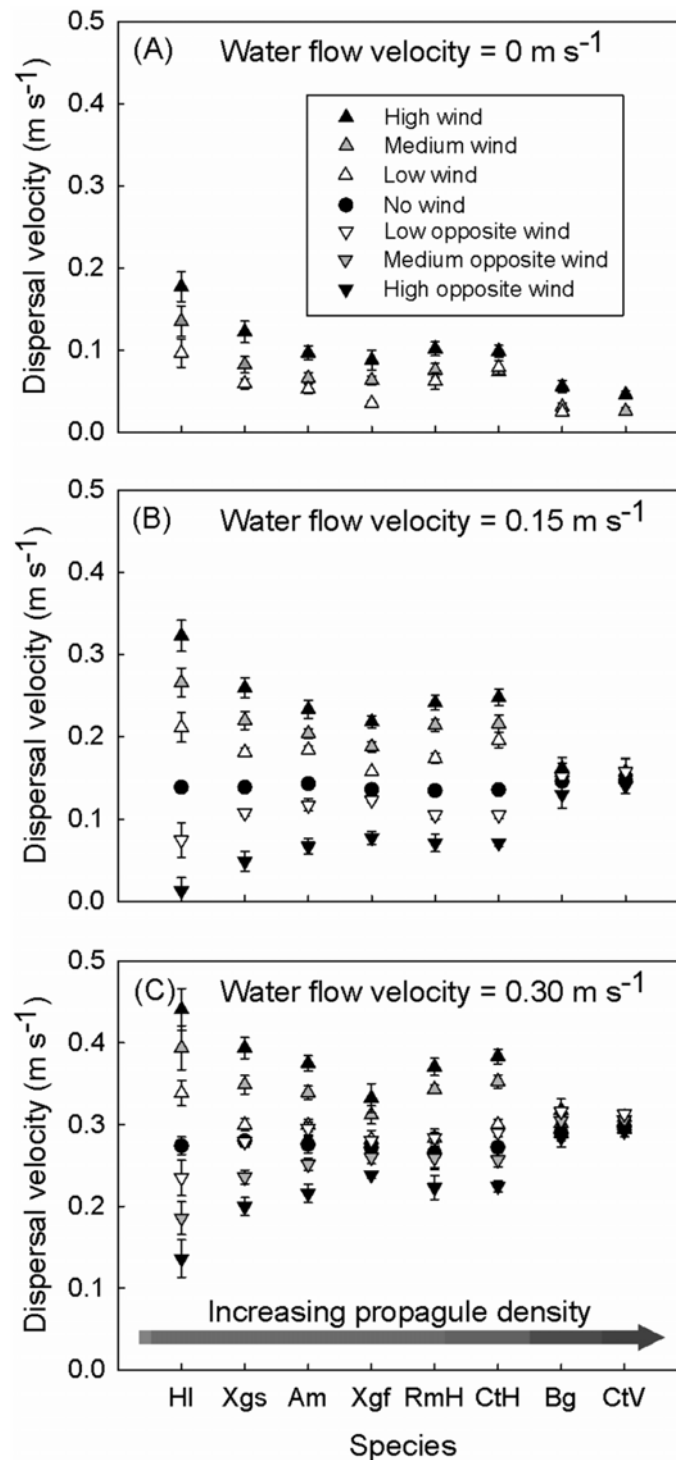 (A) Water flow velocity = 0 m s⁻¹
Dispersal velocity (m s⁻¹)
0.5
0.4
0.3
0.2
0.1
0.0
High wind
Medium wind
Low wind
No wind
Low opposite wind
Medium opposite wind
High opposite wind
(B) Water flow velocity = 0.15 m s⁻¹
Dispersal velocity (m s⁻¹)
0.5
0.4
0.3
0.2
0.1
0.0
(C) Water flow velocity = 0.30 m s⁻¹
Dispersal velocity (m s⁻¹)
0.5
0.4
0.3
0.2
0.1
0.0
Increasing propagule density
Hl Xgs Am Xgf RmH CtH Bg CtV
Species